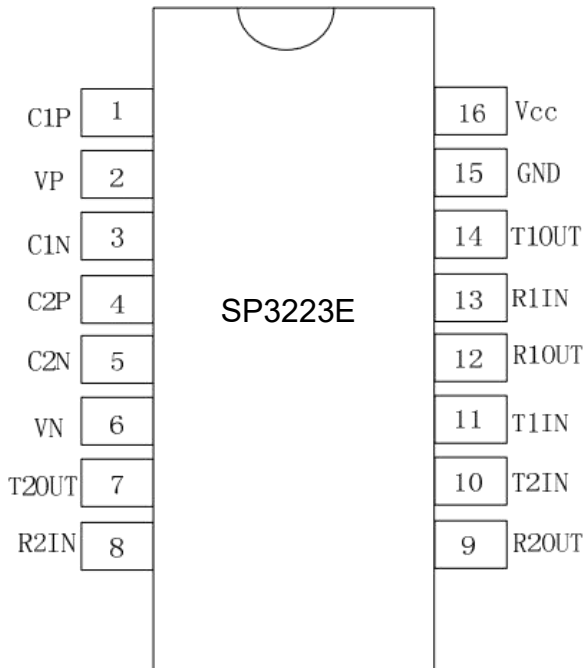 C1P 1 16 Vcc
VP 2 15 GND
C1N 3 14 T1OUT
C2P 4 13 R1IN
SP3223E
C2N 5 12 R1OUT
VN 6 11 T1IN
T2OUT 7 10 T2IN
R2IN 8 9 R2OUT